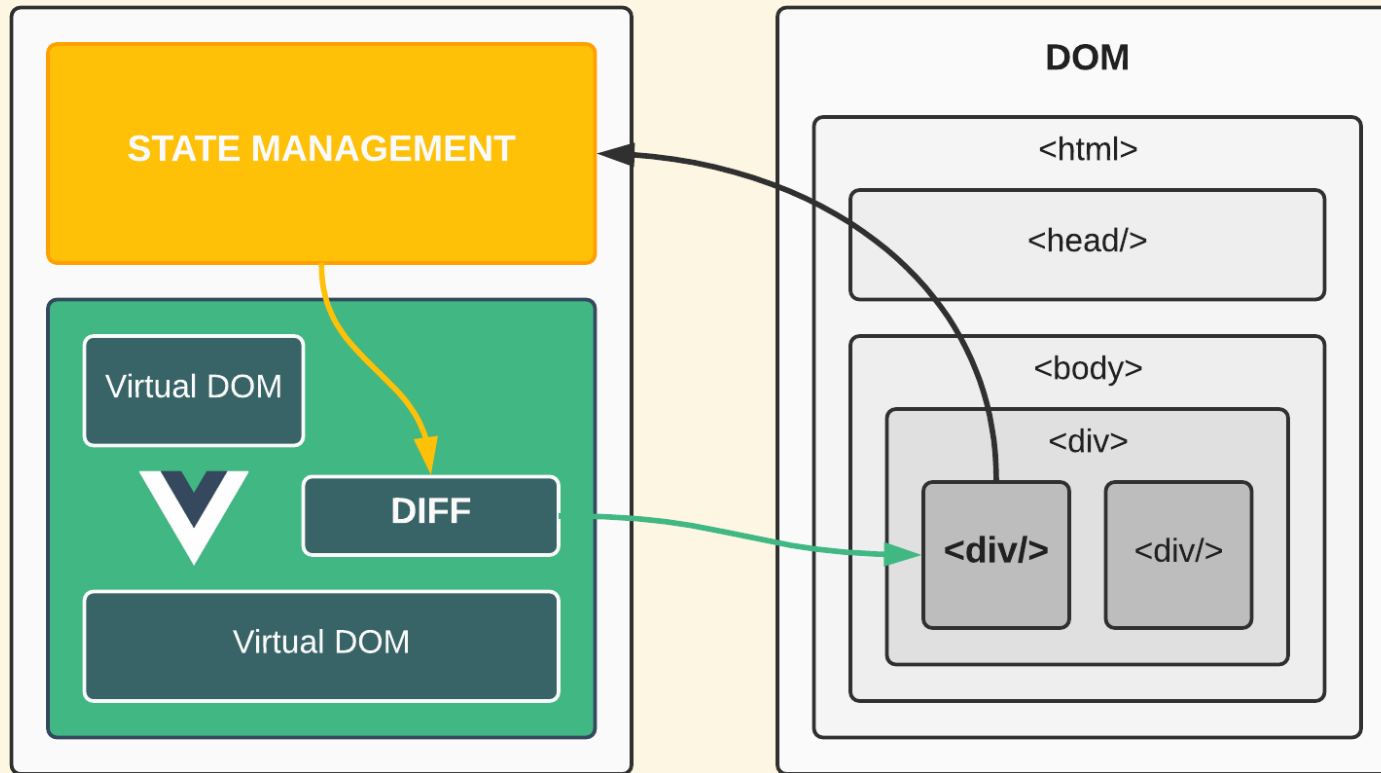 STATE MANAGEMENT
Virtual DOM
DIFF
Virtual DOM
DOM
<html>
<head/>
<body>
<div>
<div/>
<div/>